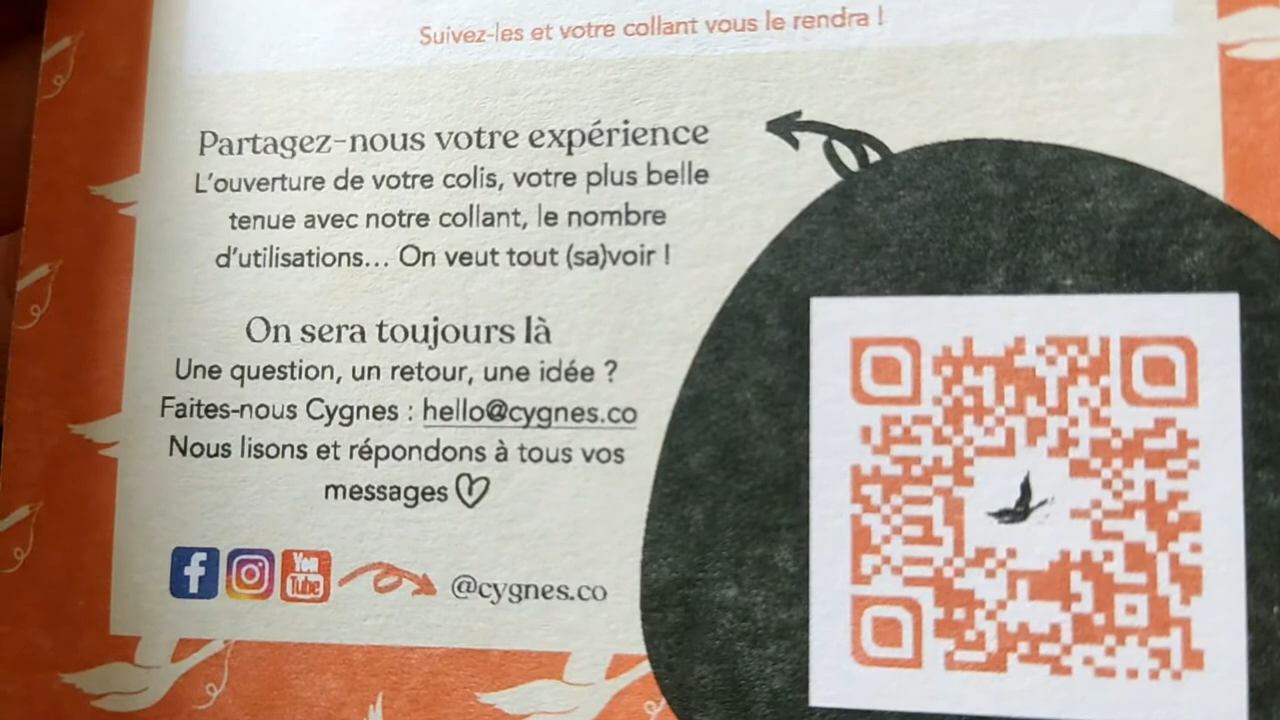 Suivez-les et votre collant vous le rendra !
Partagez-nous votre expérience
L'ouverture de votre colis, votre plus belle
tenue avec notre collant, le nombre
d'utilisations... On veut tout (sa)voir !
On sera toujours là
Une question, un retour, une idée ?
Faites-nous Cygnes : hello@cygnes.co
Nous lisons et répondons à tous vos
messages
You
Tube
@cygnes.co